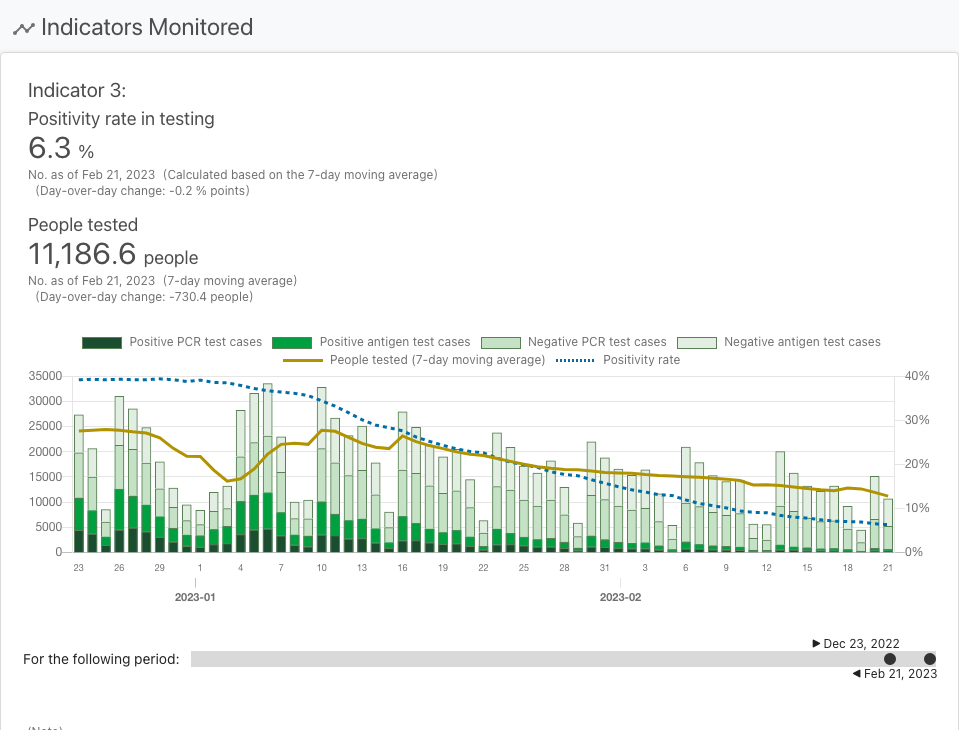 Indicators Monitored
Indicator 3:
Positivity rate in testing
6.3 %
No. as of Feb 21, 2023 (Calculated based on the 7-day moving average)
(Day-over-day change: -0.2 % points)
People tested
11,186.6 people
No. as of Feb 21, 2023 (7-day moving average)
(Day-over-day change: -730.4 people)
Positive PCR test cases Positive antigen test cases Negative PCR test cases Negative antigen test cases
People tested (7-day moving average) Positivity rate
35000 40%
30000
25000 30%
20000
20%
15000
10000 10%
5000
0 0%
23 26 29 1 4 7 10 13 16 19 22 25 28 31 3 6 9 12 15 18 21
2023-01 2023-02
▶ Dec 23, 2022
For the following period:
◀ Feb 21, 2023